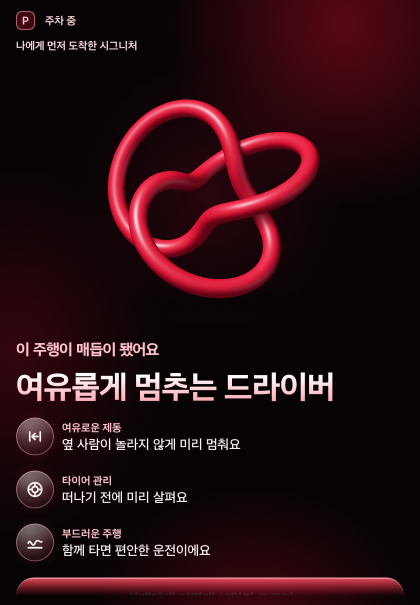 P 주차 중
나에게 먼저 도착한 시그니처
이 주행이 매듭이 됐어요
여유롭게 멈추는 드라이버
여유로운 제동
옆 사람이 놀라지 않게 미리 멈춰요
타이어 관리
떠나기 전에 미리 살펴요
부드러운 주행
함께 타면 편안한 운전이에요